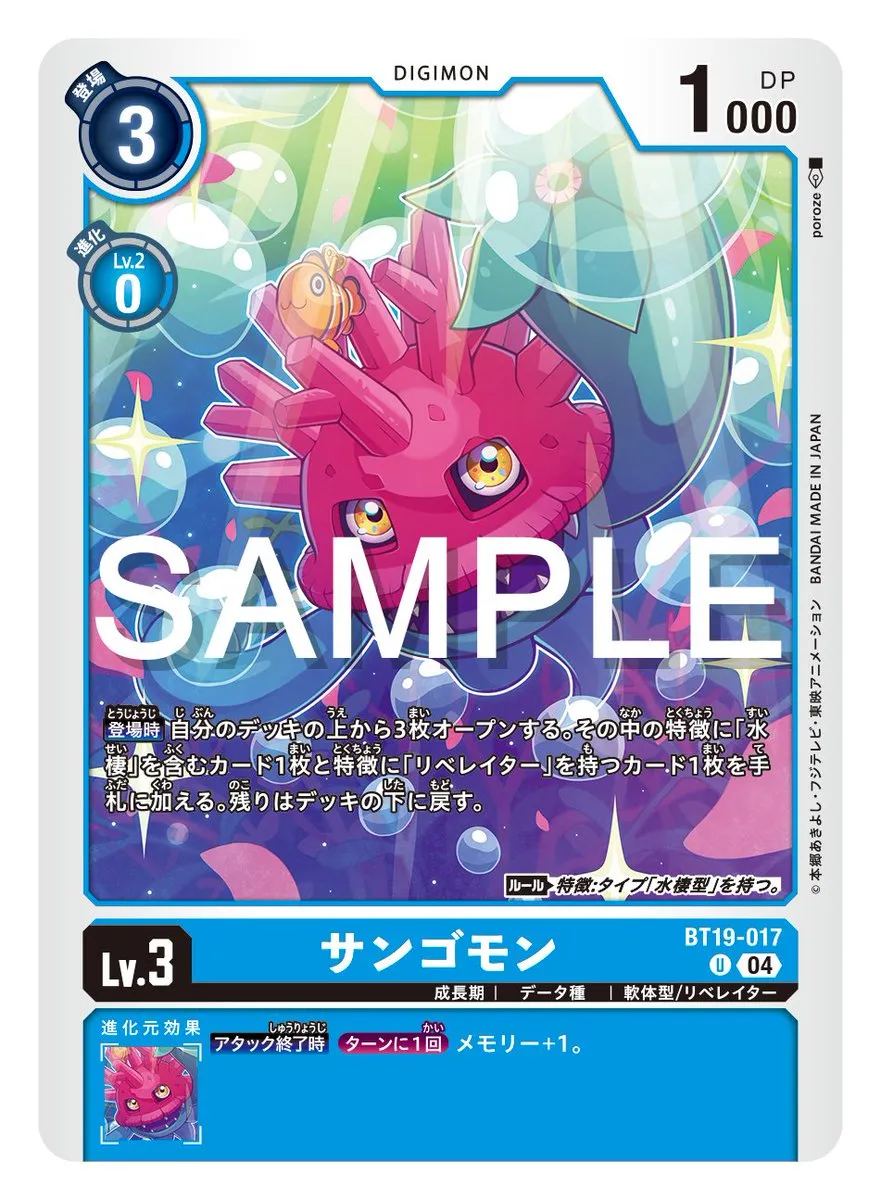 DIGIMON
登場
3
1000
DP
進化
Lv.2
0
poroze
SAMPLE
登場時 自分のデッキの上から3枚オープンする。その中の特徴に「水
棲」を含むカード1枚と特徴に「リベレイター」を持つカード1枚を手
札に加える。残りはデッキの下に戻す。
ルール 特徴:タイプ「水棲型」を持つ。
© 本郷あきよし・フジテレビ・東映アニメーション BANDAI MADE IN JAPAN
Lv.3
サンゴモン
BT19-017
U 04
成長期 | データ種 | 軟体型/リベレイター
進化元効果
アタック終了時 ターンに1回 メモリー+1。